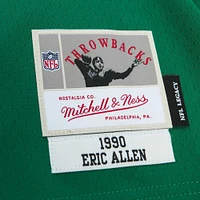 THROWBACKS
NFL
NOSTALGIA CO.
Mitchell & Ness
PHILADELPHIA, PA.
NFL LEGACY
1990
ERIC ALLEN